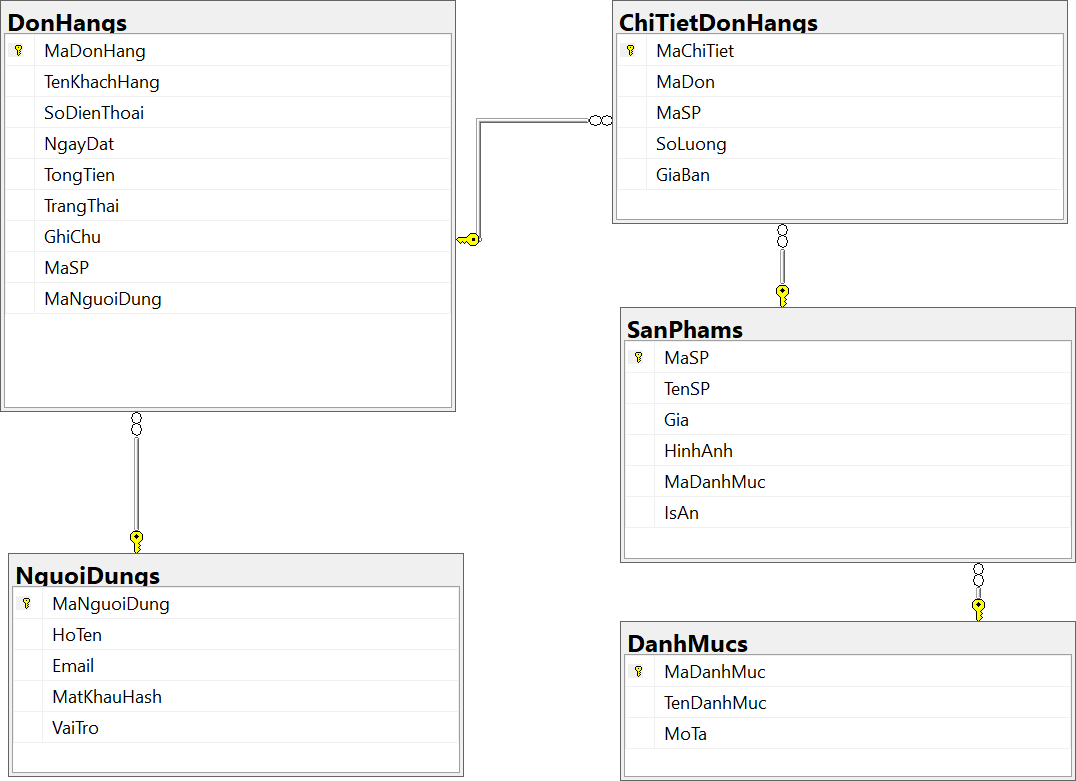 DonHangs
MaDonHang
TenKhachHang
SoDienThoai
NgayDat
TongTien
TrangThai
GhiChu
MaSP
MaNguoiDung
ChiTietDonHangs
MaChiTiet
MaDon
MaSP
SoLuong
GiaBan
SanPhams
MaSP
TenSP
Gia
HinhAnh
MaDanhMuc
IsAn
NguoiDungs
MaNguoiDung
HoTen
Email
MatKhauHash
VaiTro
DanhMucs
MaDanhMuc
TenDanhMuc
MoTa